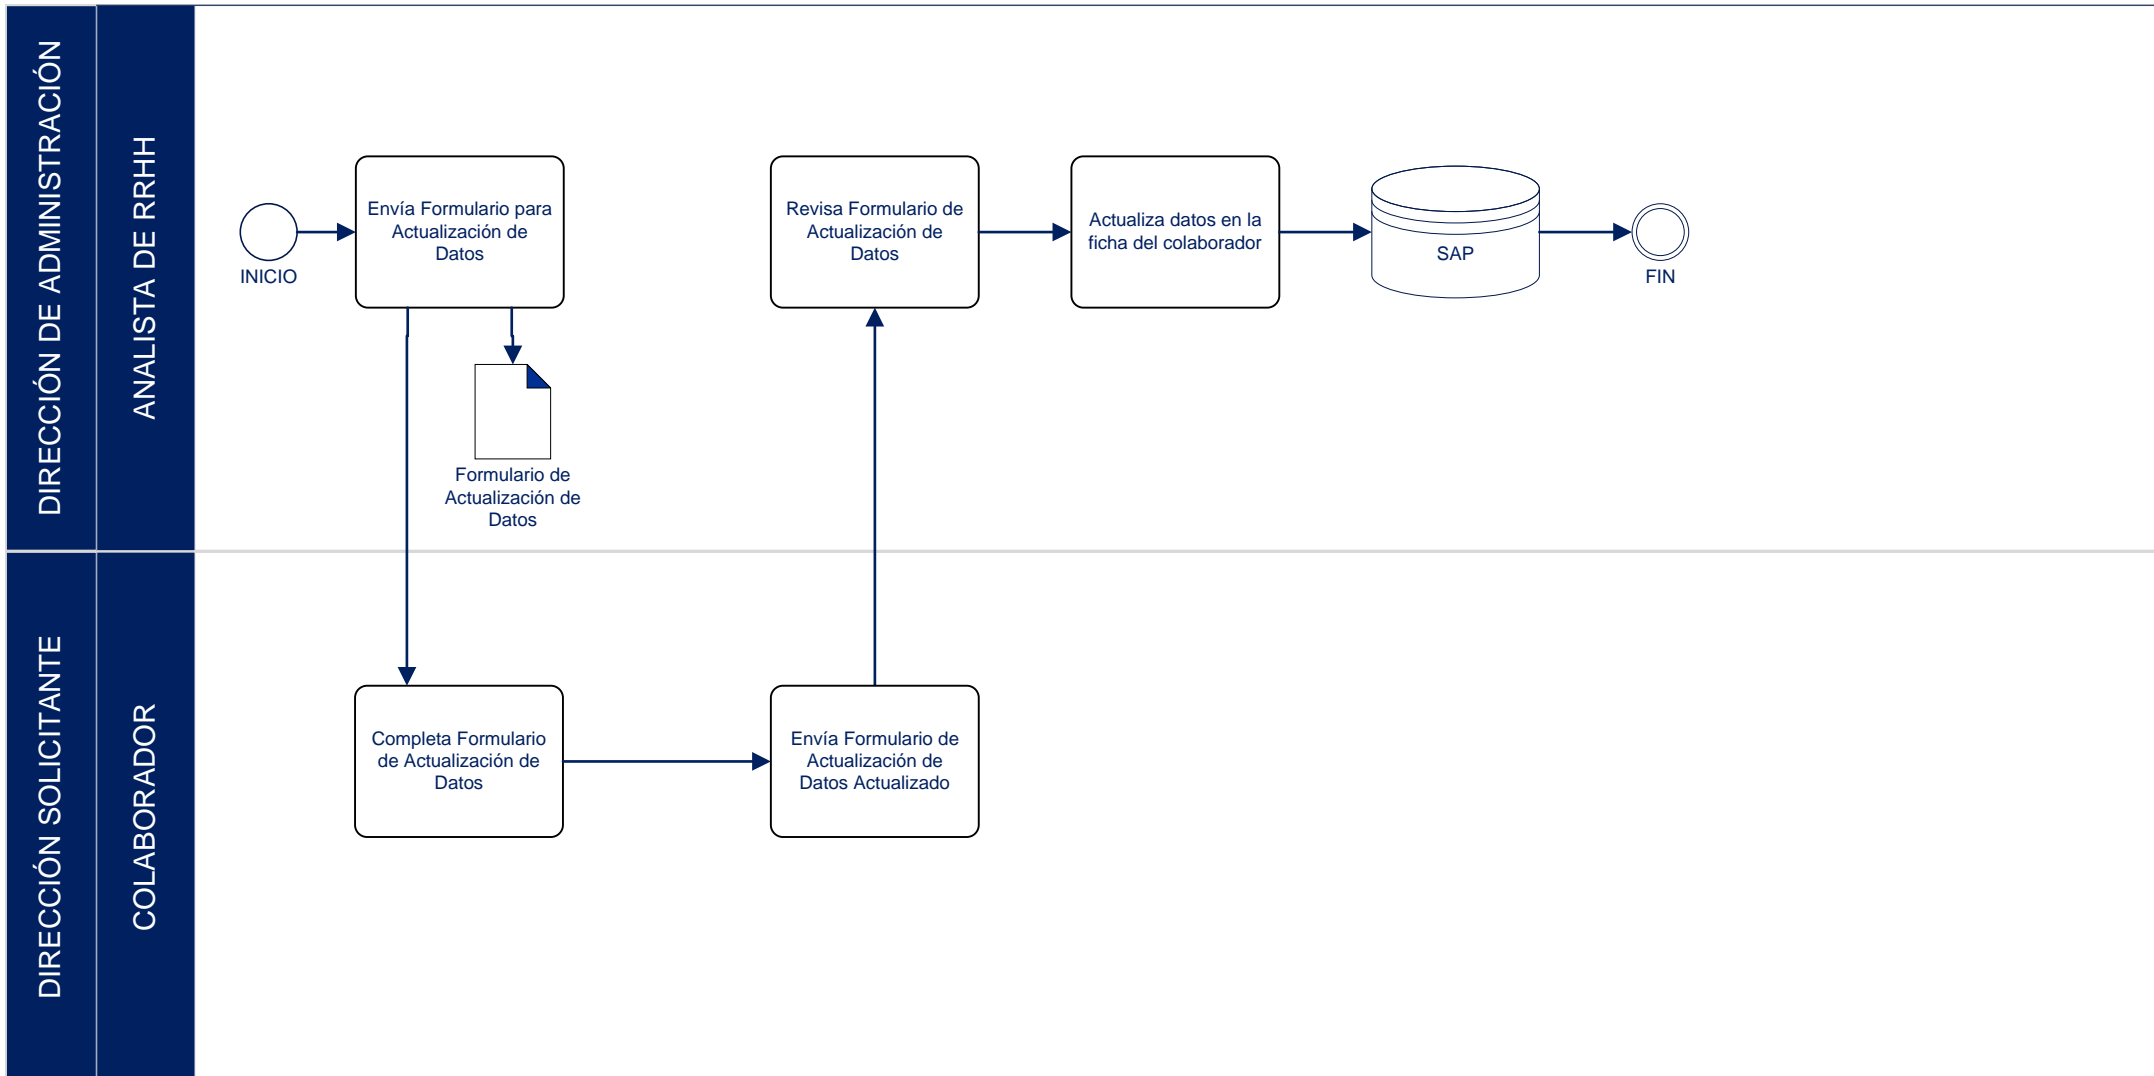 DIRECCIÓN DE ADMINISTRACIÓN
ANALISTA DE RRHH
INICIO
Envía Formulario para
Actualización de
Datos
Formulario de
Actualización de
Datos
Revisa Formulario de
Actualización de
Datos
Actualiza datos en la
ficha del colaborador
SAP
FIN
DIRECCIÓN SOLICITANTE
COLABORADOR
Completa Formulario
de Actualización de
Datos
Envía Formulario de
Actualización de
Datos Actualizado